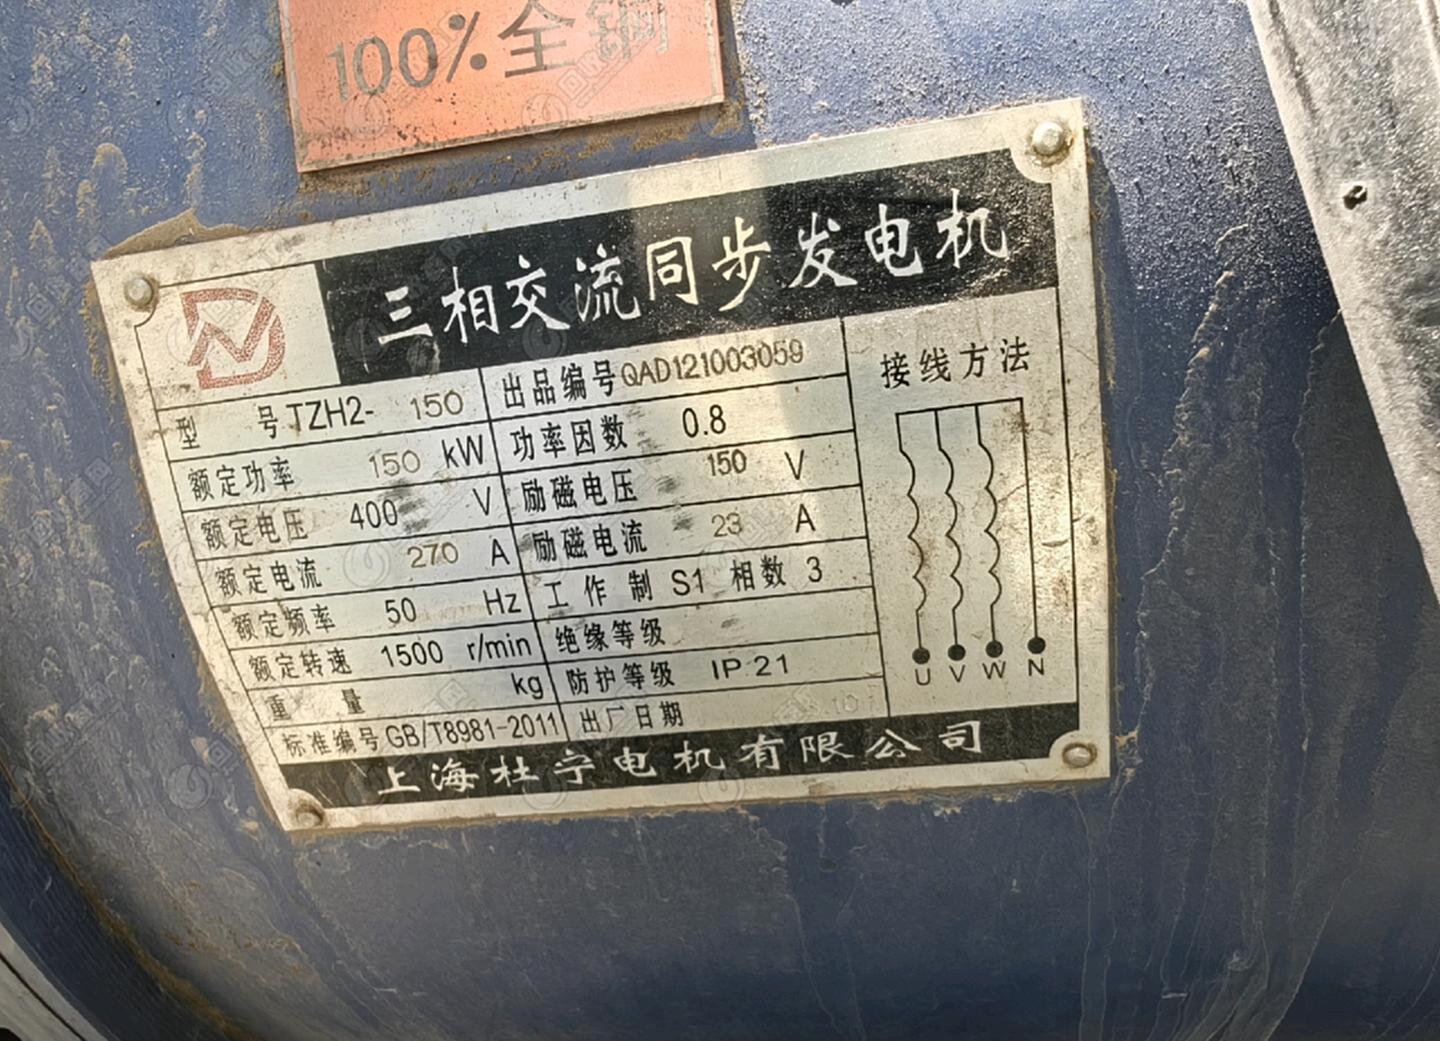 100%全铜
三相交流同步发电机
型 号 TZH2- 150
出品编号 QAD121003059
接线方法
额定功率 150 kW
功率因数 0.8
额定电压 400 V
励磁电压 150 V
额定电流 270 A
励磁电流 23 A
额定频率 50 Hz
工作制 S1 相数 3
额定转速 1500 r/min
绝缘等级
重 量 kg
防护等级 IP 21
标准编号 GB/T8981-2011
出厂日期
U V W N
上海杜宁电机有限公司